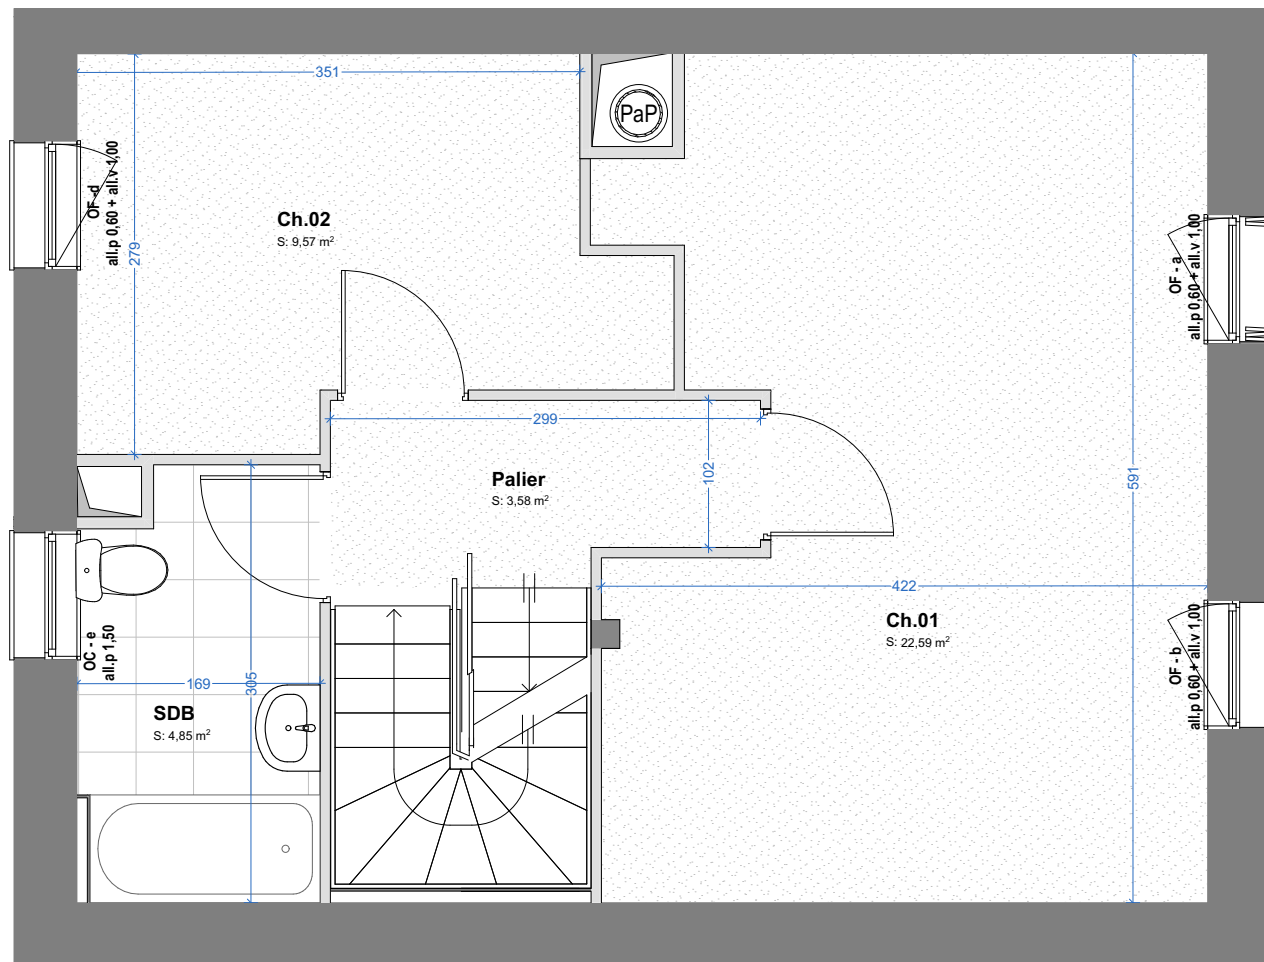 351
PaP
OF -d
all.p 0,60 + all.v 1,00
279
Ch.02
S: 9,57 m²
OF - a
all.p 0,60 + all.v 1,00
299
102
591
Palier
S: 3,58 m²
422
Ch.01
S: 22,59 m²
OF - b
all.p 0,60 + all.v 1,00
OC - e
all.p 1,50
169
305
SDB
S: 4,85 m²